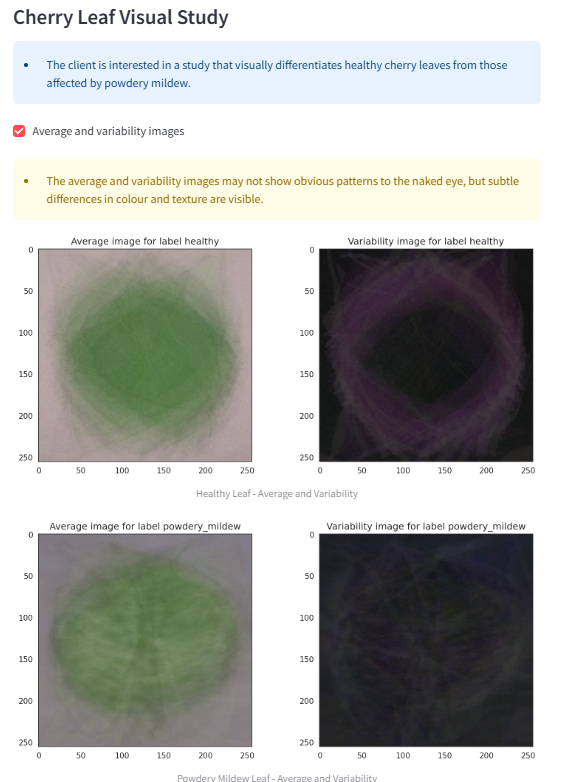 Cherry Leaf Visual Study
• The client is interested in a study that visually differentiates healthy cherry leaves from those
affected by powdery mildew.
Average and variability images
• The average and variability images may not show obvious patterns to the naked eye, but subtle
differences in colour and texture are visible.
Average image for label healthy
0
50
100
150
200
250
0 50 100 150 200 250
Variability image for label healthy
0
50
100
150
200
250
0 50 100 150 200 250
Healthy Leaf - Average and Variability
Average image for label powdery_mildew
0
50
100
150
200
250
0 50 100 150 200 250
Variability image for label powdery_mildew
0
50
100
150
200
250
0 50 100 150 200 250
Powdery Mildew Leaf - Average and Variability